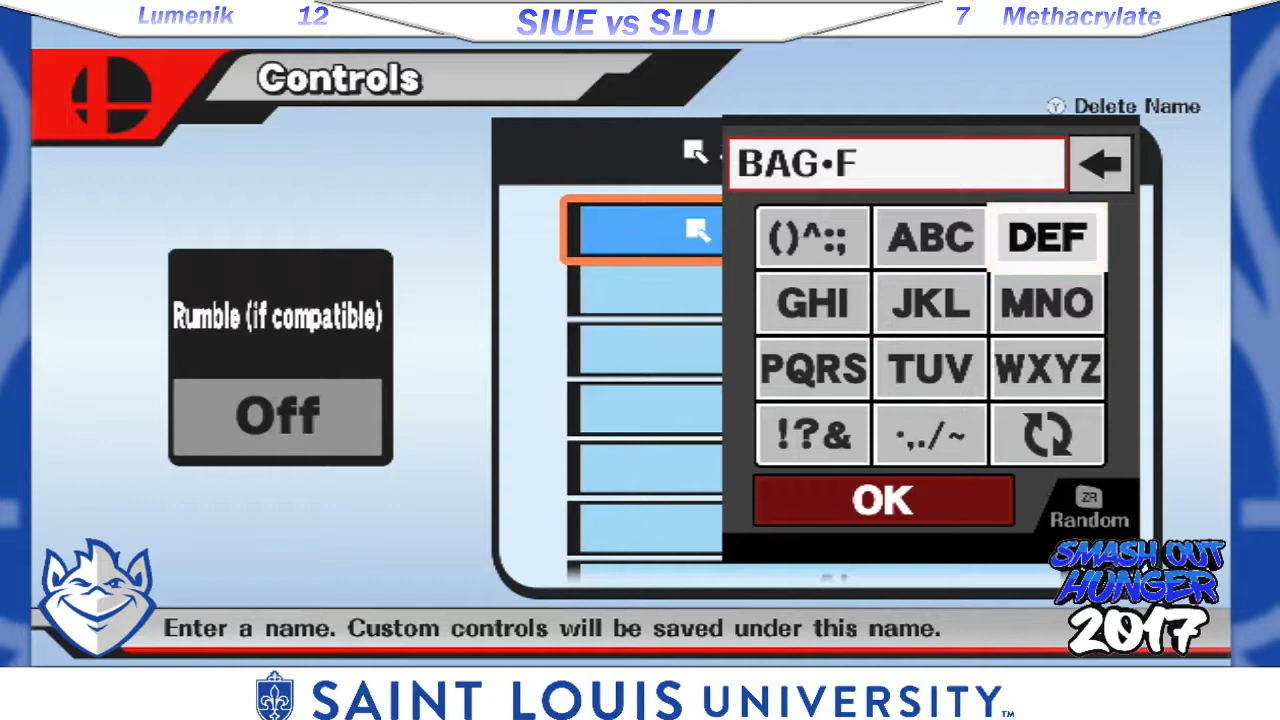 Lumenik 12 SIUE vs SLU 7 Methacrylate
Controls
Y Delete Name
BAG•F
()^:; ABC DEF
Rumble (if compatible)
GHI JKL MNO
PQRS TUV WXYZ
Off
!?& ·,./~
OK
ZR
Random
SMASH OUT
HUNGER
2017
Enter a name. Custom controls will be saved under this name.
SAINT LOUIS UNIVERSITY™